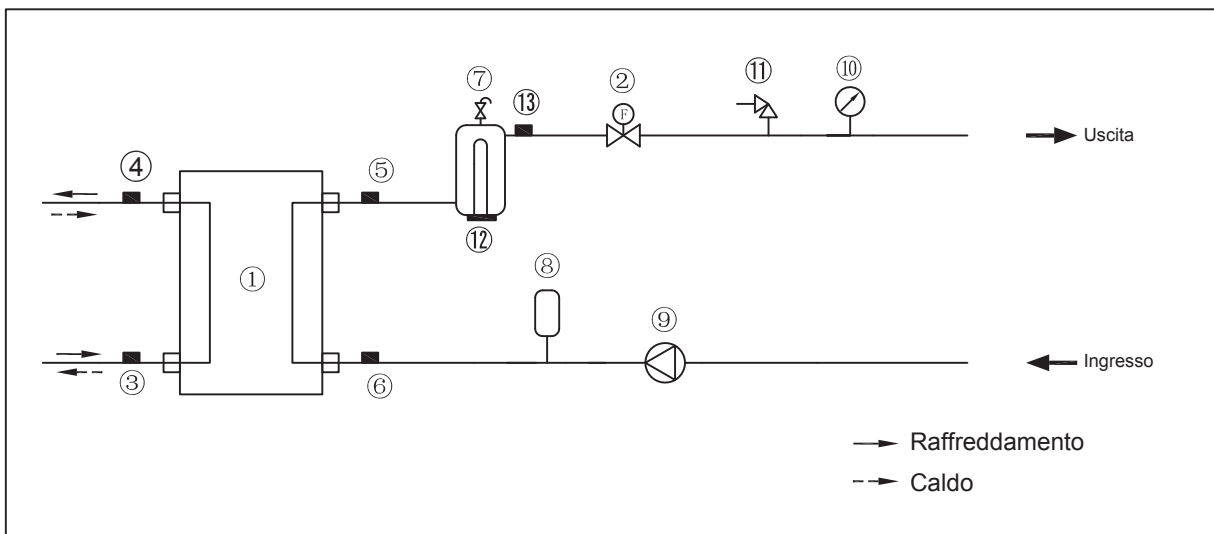 ⑦
⑬
②
F
⑪
⑩
Uscita
④
⑤
⑫
①
⑧
⑨
③
⑥
Ingresso
Raffreddamento
Caldo